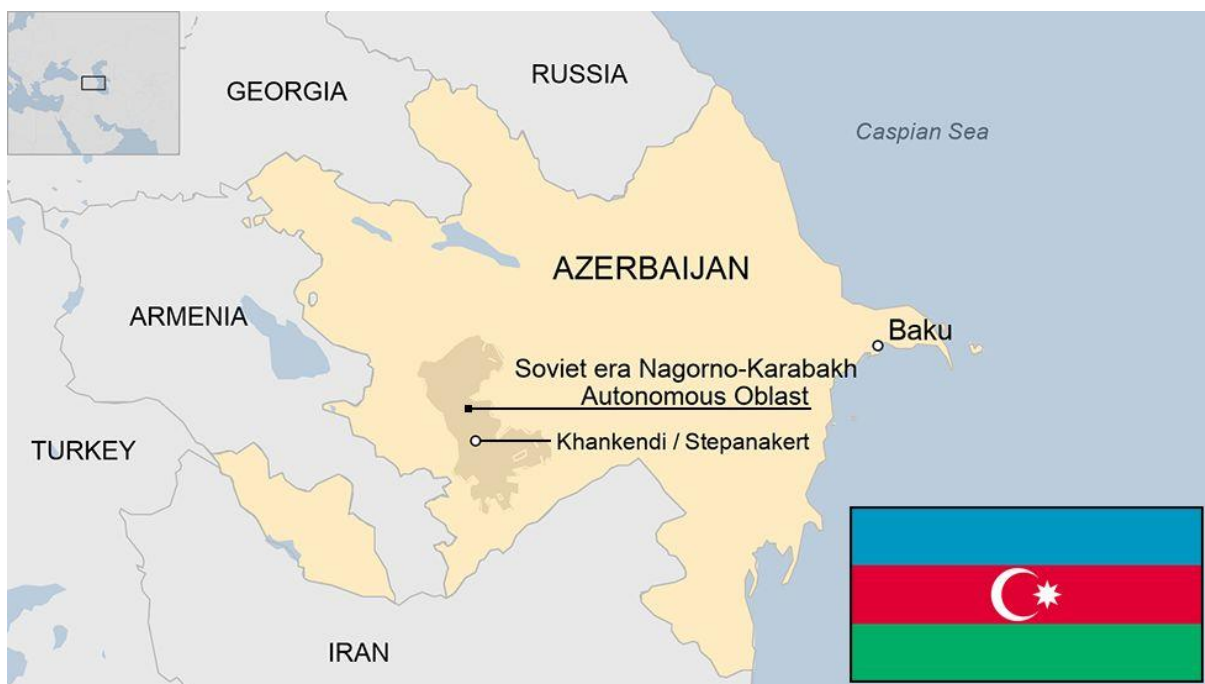 RUSSIA
GEORGIA
Caspian Sea
AZERBAIJAN
ARMENIA
Baku
Soviet era Nagorno-Karabakh
Autonomous Oblast
Khankendi / Stepanakert
TURKEY
IRAN